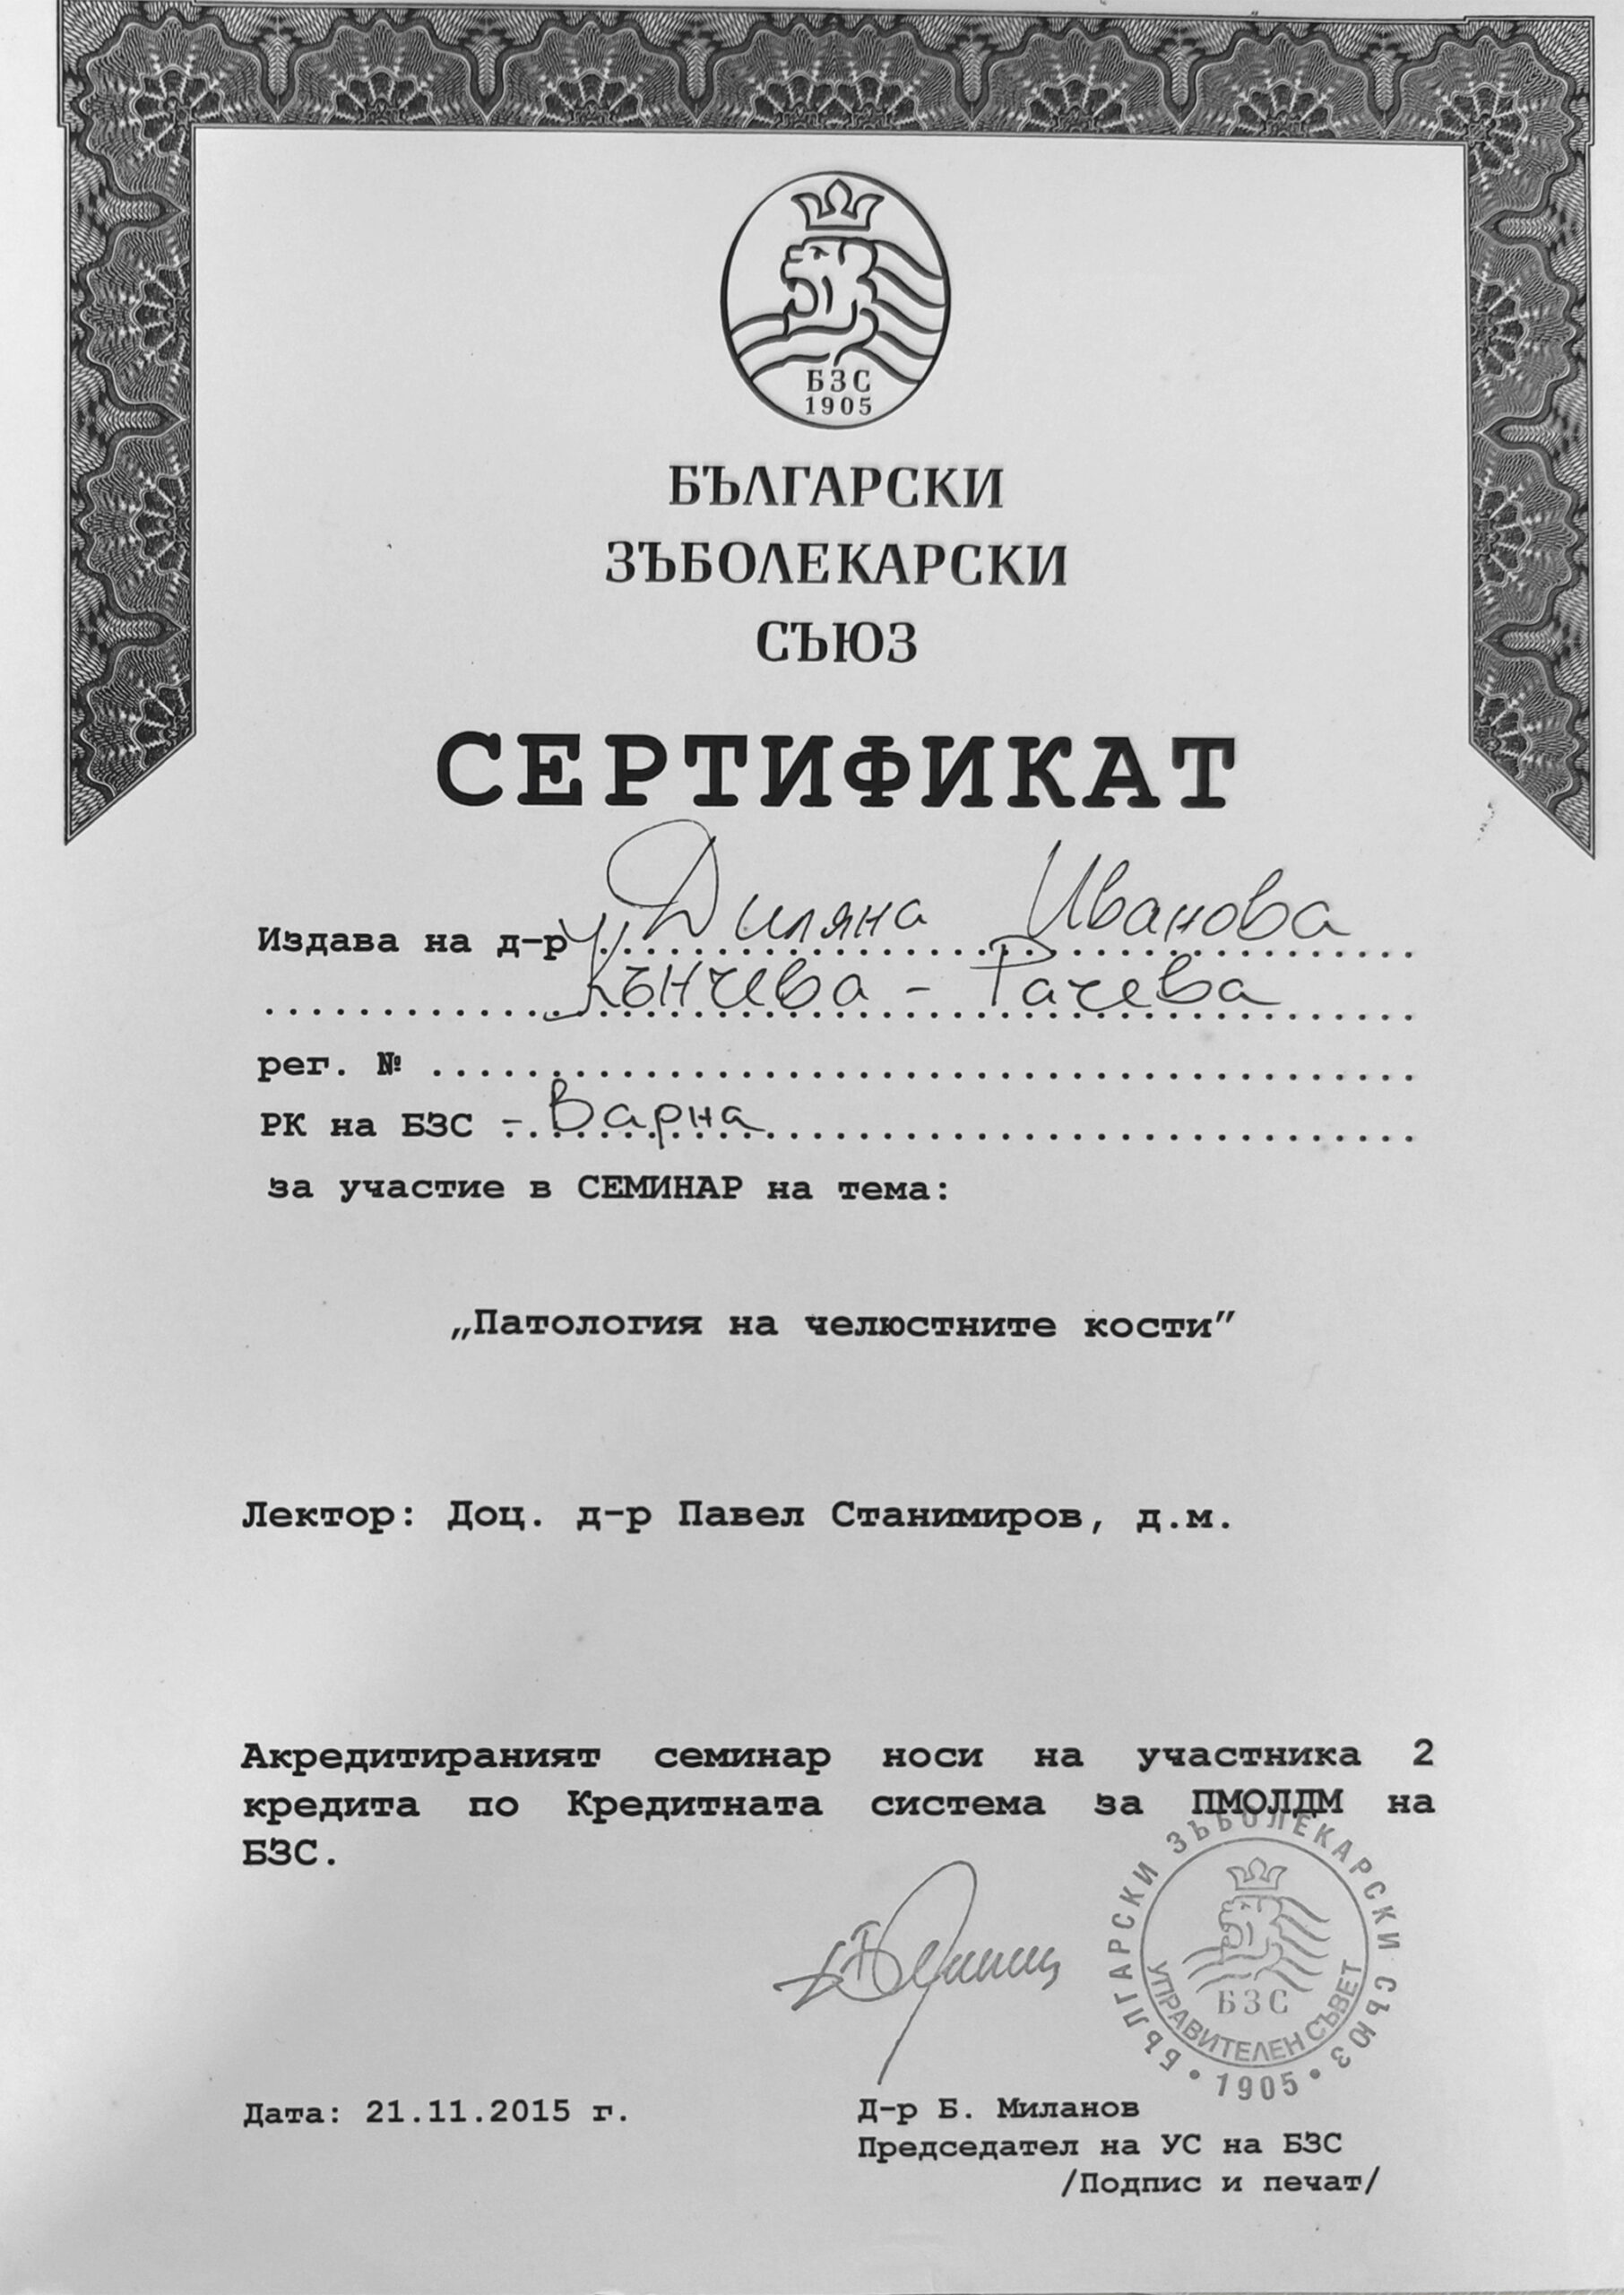 БЗС
1905
БЪЛГАРСКИ
ЗЪБОЛЕКАРСКИ
СЪЮЗ
СЕРТИФИКАТ
Издава на д-р Диляна Иванова
Кънчева - Рачева
рег. № ..............................
РК на БЗС - Варна
за участие в СЕМИНАР на тема:
„Патология на челюстните кости”
Лектор: Доц. д-р Павел Станимиров, д.м.
Акредитираният семинар носи на участника 2
кредита по Кредитната система за ПМОЛДМ на
БЗС.
БЪЛГАРСКИ ЗЪБОЛЕКАРСКИ СЪЮЗ • 1905 •
УПРАВИТЕЛЕН СЪВЕТ
БЗС
Дата: 21.11.2015 г.
Д-р Б. Миланов
Председател на УС на БЗС
/Подпис и печат/